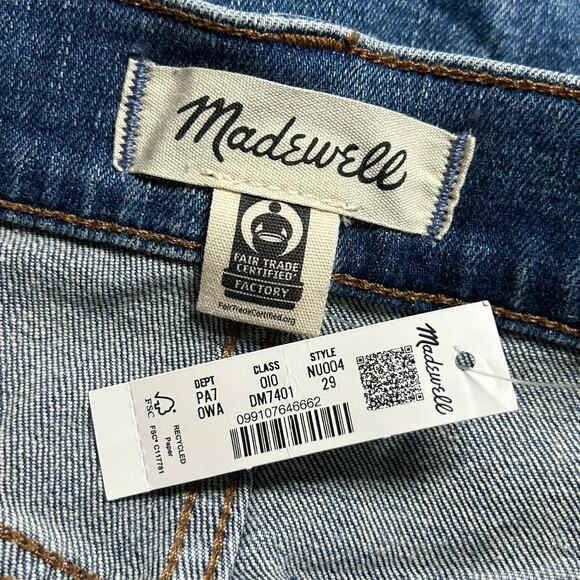 Madewell
FAIR TRADE
CERTIFIED
FACTORY
FairTradeCertified.org
DEPT CLASS STYLE
PA7 010 NU004
0WA DM7401 29
099107646662
Madewell
FSC
FSC® C117781
RECYCLED
Paper